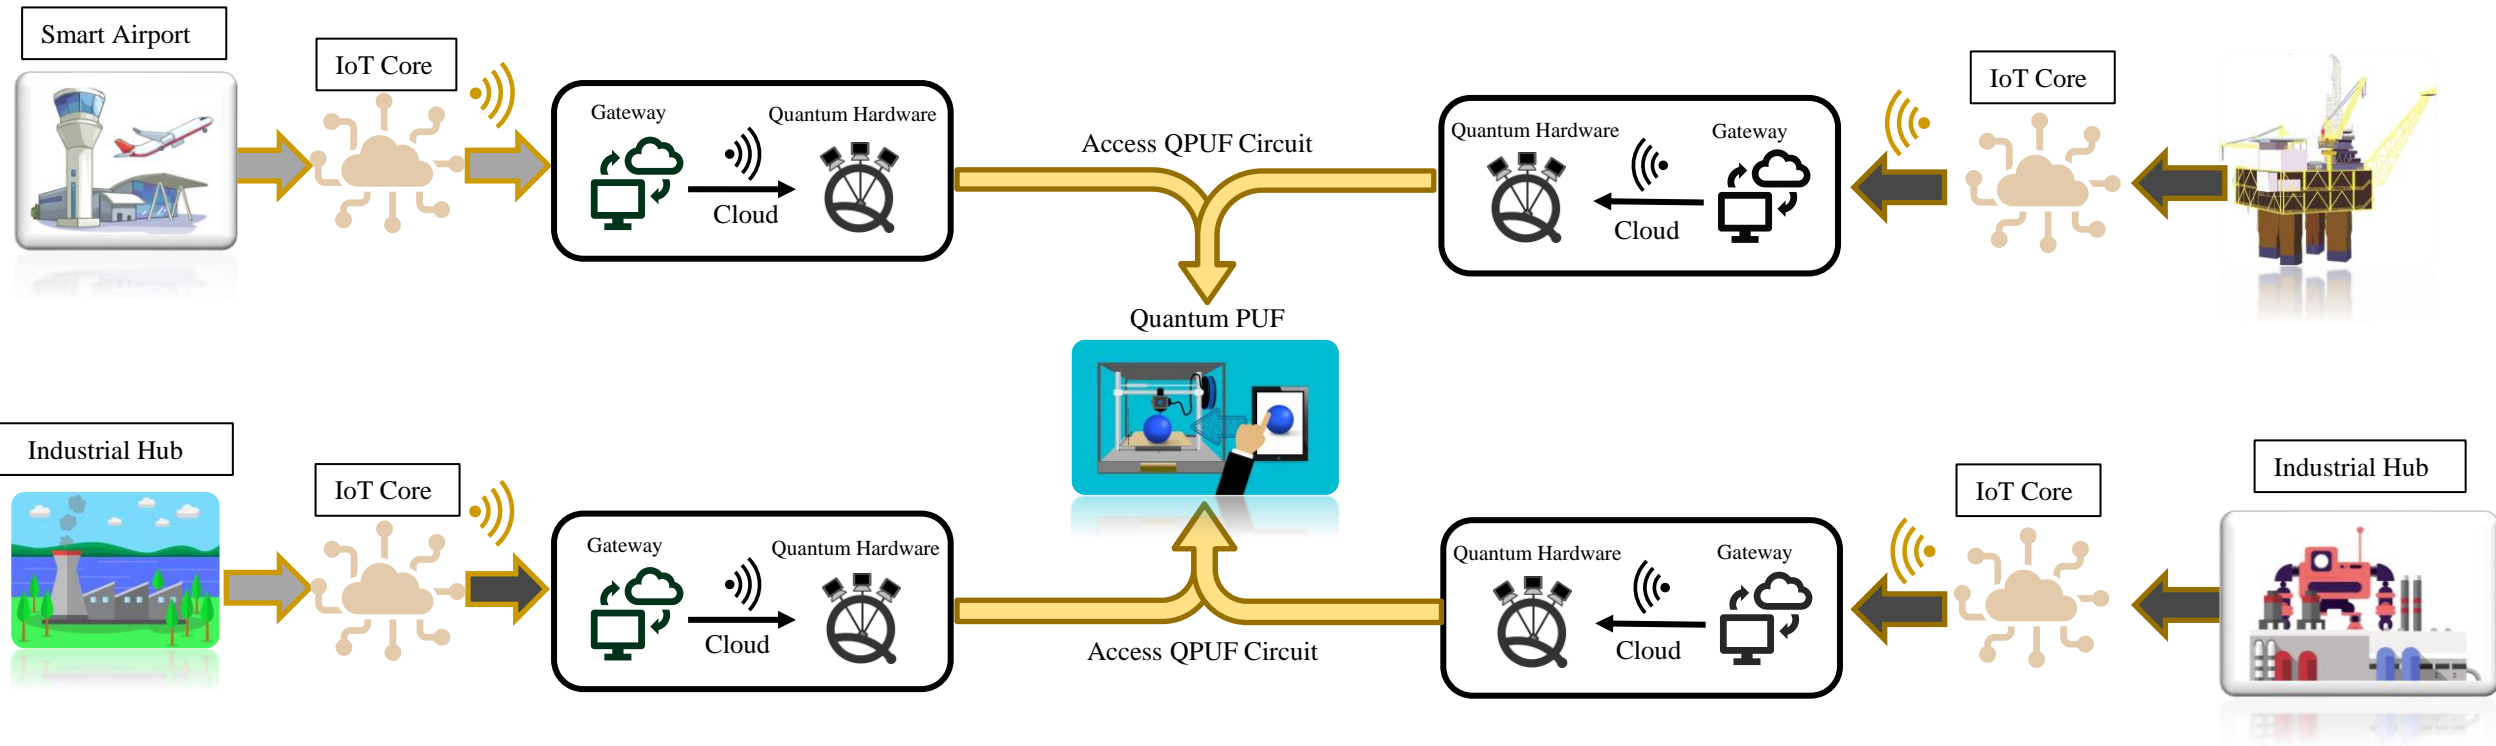 Smart Airport
IoT Core
Gateway
Quantum Hardware
Cloud
Access QPUF Circuit
Quantum Hardware
Gateway
Cloud
IoT Core
Quantum PUF
Industrial Hub
IoT Core
Gateway
Quantum Hardware
Cloud
Access QPUF Circuit
Quantum Hardware
Gateway
Cloud
IoT Core
Industrial Hub